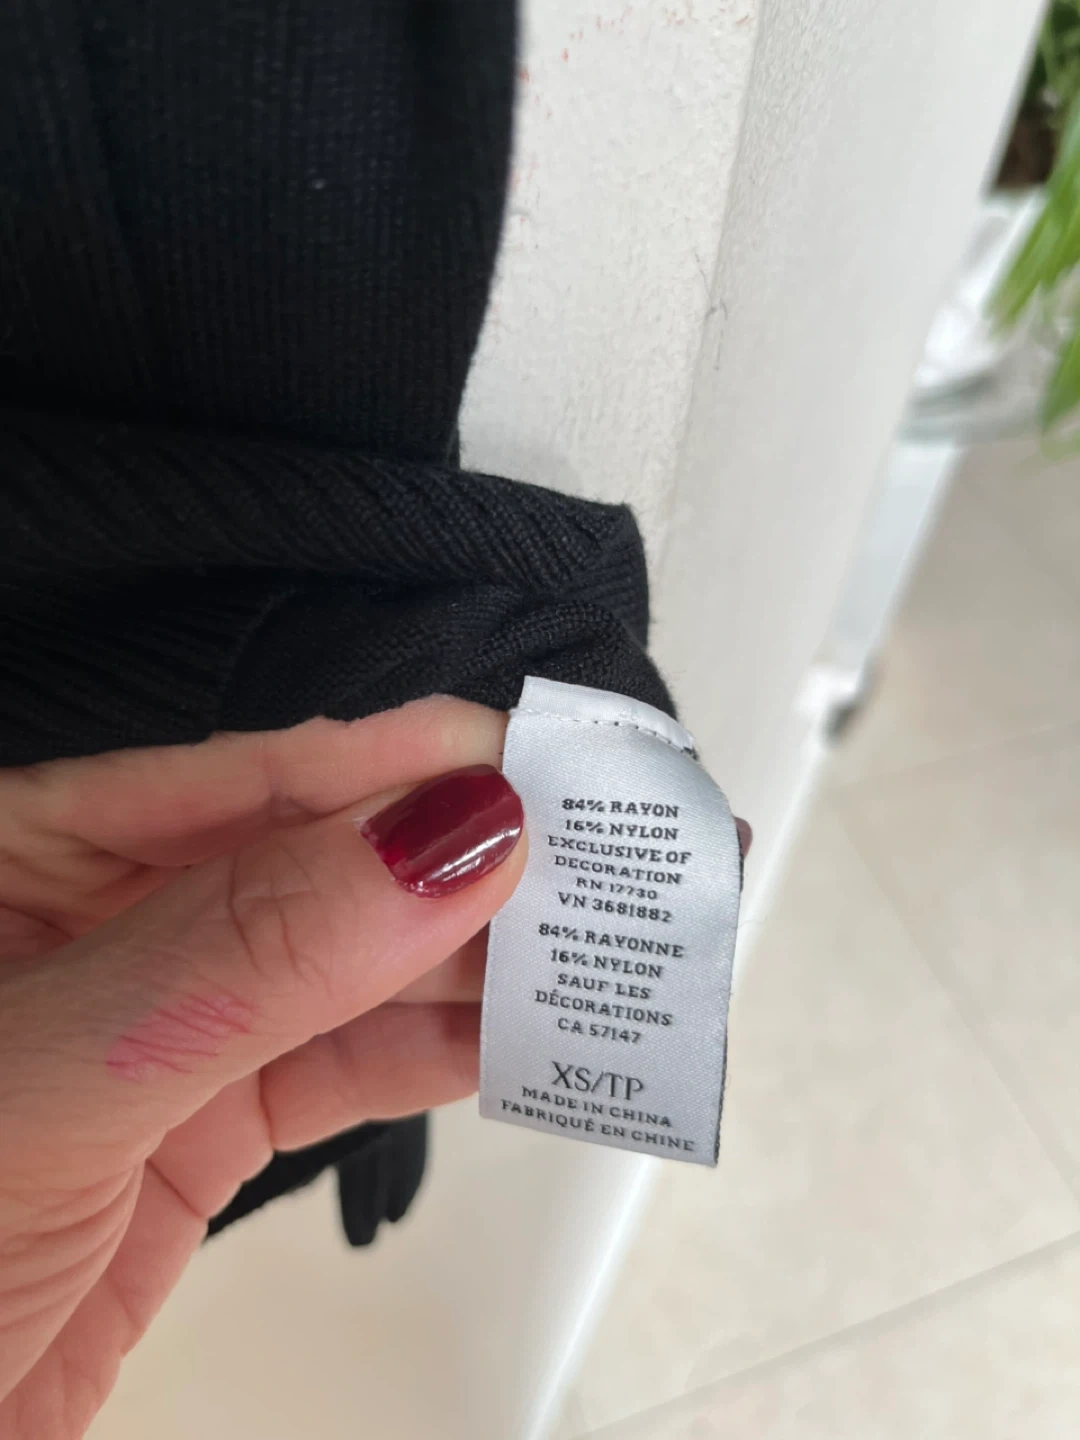 84% RAYON
16% NYLON
EXCLUSIVE OF
DECORATION
RN 17730
VN 3681882
84% RAYONNE
16% NYLON
SAUF LES
DÉCORATIONS
CA 57147
XS/TP
MADE IN CHINA
FABRIQUÉ EN CHINE